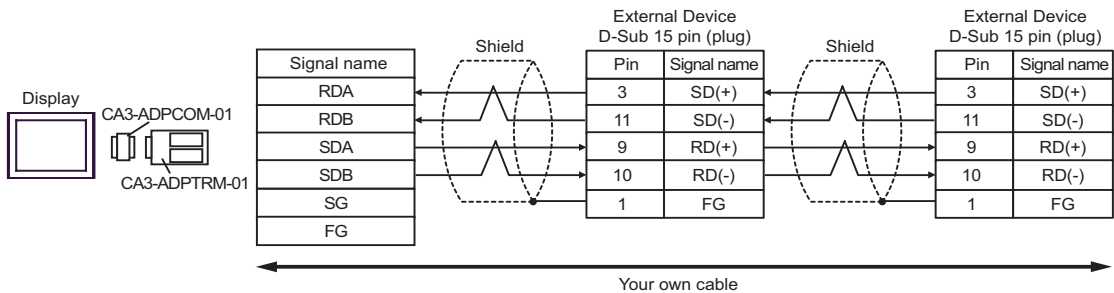 Display
CA3-ADPCOM-01
CA3-ADPTRM-01
Signal name
RDA
RDB
SDA
SDB
SG
FG
Shield
External Device
D-Sub 15 pin (plug)
Pin Signal name
3 SD(+)
11 SD(-)
9 RD(+)
10 RD(-)
1 FG
Shield
External Device
D-Sub 15 pin (plug)
Pin Signal name
3 SD(+)
11 SD(-)
9 RD(+)
10 RD(-)
1 FG
Your own cable